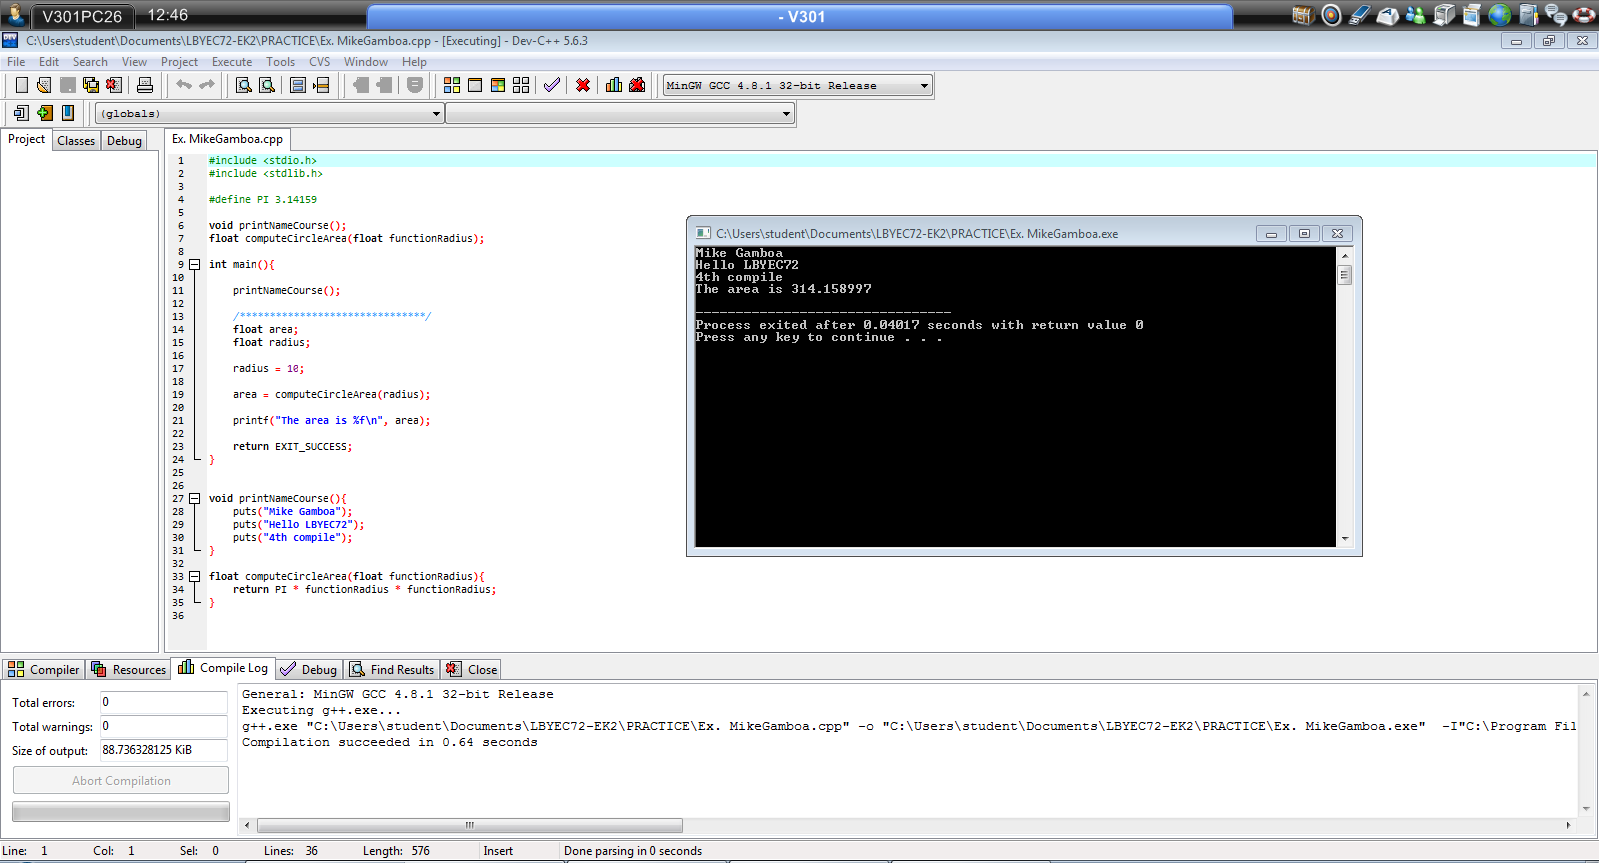 V301PC26 12:46 - V301
C:\Users\student\Documents\LBYEC72-EK2\PRACTICE\Ex. MikeGamboa.cpp - [Executing] - Dev-C++ 5.6.3
File Edit Search View Project Execute Tools CVS Window Help
MinGW GCC 4.8.1 32-bit Release
(globals)
Project Classes Debug
Ex. MikeGamboa.cpp
1 #include <stdio.h>
2 #include <stdlib.h>
3
4 #define PI 3.14159
5
6 void printNameCourse();
7 float computeCircleArea(float functionRadius);
8
9 int main(){
10
11 printNameCourse();
12
13 /*******************************/
14 float area;
15 float radius;
16
17 radius = 10;
18
19 area = computeCircleArea(radius);
20
21 printf("The area is %f\n", area);
22
23 return EXIT_SUCCESS;
24 }
25
26
27 void printNameCourse(){
28 puts("Mike Gamboa");
29 puts("Hello LBYEC72");
30 puts("4th compile");
31 }
32
33 float computeCircleArea(float functionRadius){
34 return PI * functionRadius * functionRadius;
35 }
36
C:\Users\student\Documents\LBYEC72-EK2\PRACTICE\Ex. MikeGamboa.exe
Mike Gamboa
Hello LBYEC72
4th compile
The area is 314.158997
--------------------------------
Process exited after 0.04017 seconds with return value 0
Press any key to continue . . .
Compiler Resources Compile Log Debug Find Results Close
Total errors: 0
Total warnings: 0
Size of output: 88.736328125 KiB
Abort Compilation
General: MinGW GCC 4.8.1 32-bit Release
Executing g++.exe...
g++.exe "C:\Users\student\Documents\LBYEC72-EK2\PRACTICE\Ex. MikeGamboa.cpp" -o "C:\Users\student\Documents\LBYEC72-EK2\PRACTICE\Ex. MikeGamboa.exe" -I"C:\Program Fil
Compilation succeeded in 0.64 seconds
Line: 1 Col: 1 Sel: 0 Lines: 36 Length: 576 Insert Done parsing in 0 seconds